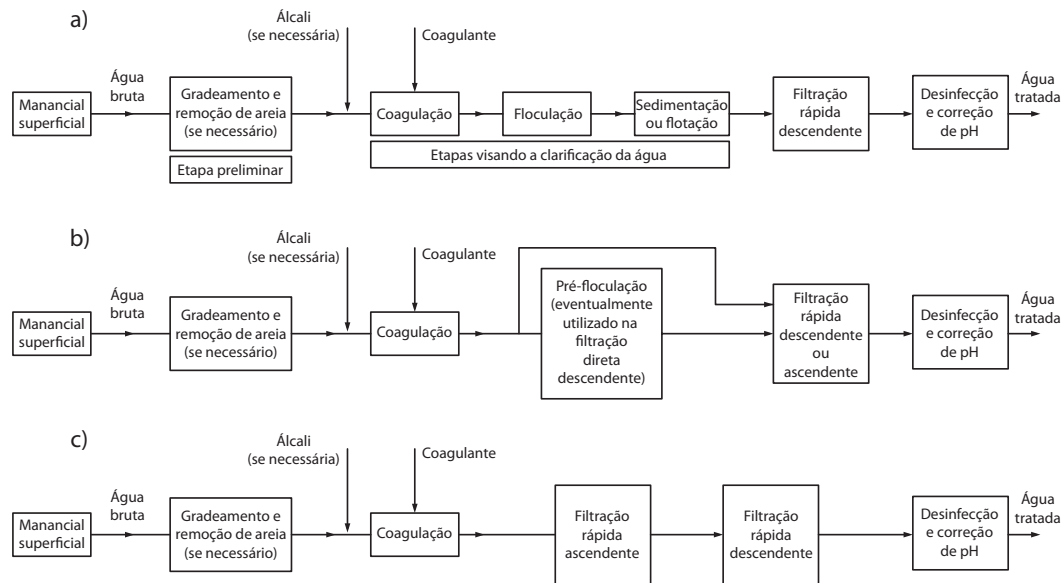 a)
Álcali
(se necessária)
Coagulante
Água
bruta
Manancial
superficial
Gradeamento e
remoção de areia
(se necessário)
Etapa preliminar
Coagulação
Floculação
Sedimentação
ou flotação
Etapas visando a clarificação da água
Filtração
rápida
descendente
Desinfecção
e correção
de pH
Água
tratada
b)
Álcali
(se necessária)
Coagulante
Água
bruta
Manancial
superficial
Gradeamento e
remoção de areia
(se necessário)
Coagulação
Pré-floculação
(eventualmente
utilizado na
filtração
direta
descendente)
Filtração
rápida
descendente
ou
ascendente
Desinfecção
e correção
de pH
Água
tratada
c)
Álcali
(se necessária)
Coagulante
Água
bruta
Manancial
superficial
Gradeamento e
remoção de areia
(se necessário)
Coagulação
Filtração
rápida
ascendente
Filtração
rápida
descendente
Desinfecção
e correção
de pH
Água
tratada